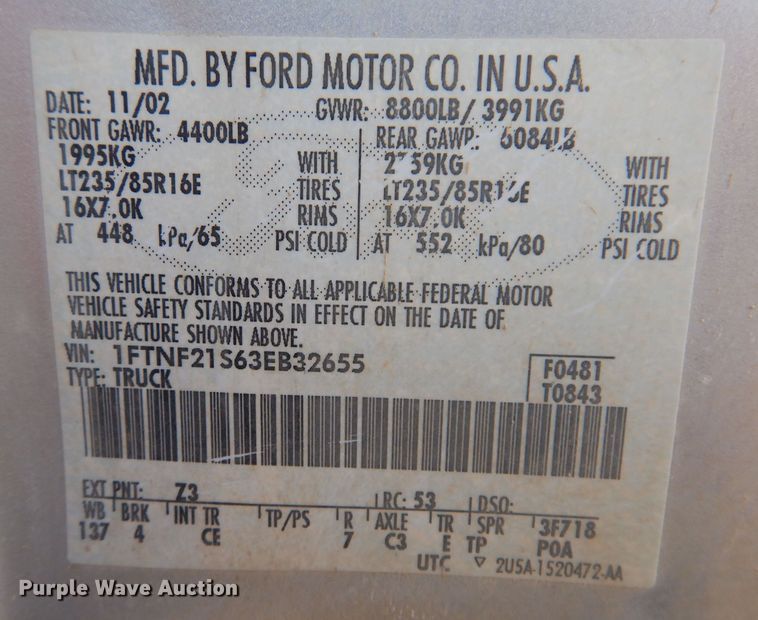 MFD. BY FORD MOTOR CO. IN U.S.A.
DATE: 11/02 GVWR: 8800LB/ 3991KG
FRONT GAWR: 4400LB REAR GAWR: 6084LB
1995KG WITH 2759KG WITH
LT235/85R16E TIRES LT235/85R16E TIRES
16X7.0K RIMS 16X7.0K RIMS
AT 448 kPa/65 PSI COLD AT 552 kPa/80 PSI COLD
THIS VEHICLE CONFORMS TO ALL APPLICABLE FEDERAL MOTOR
VEHICLE SAFETY STANDARDS IN EFFECT ON THE DATE OF
MANUFACTURE SHOWN ABOVE.
VIN: 1FTNF21S63EB32655 F0481
TYPE: TRUCK T0843
EXT PNT: Z3 RC: 53 DSO:
WB BRK INT TR TP/PS R AXLE TR SPR 3F718
137 4 CE 7 C3 E TP POA
UTC ▽ 2U5A-1520472-AA
Purple Wave Auction